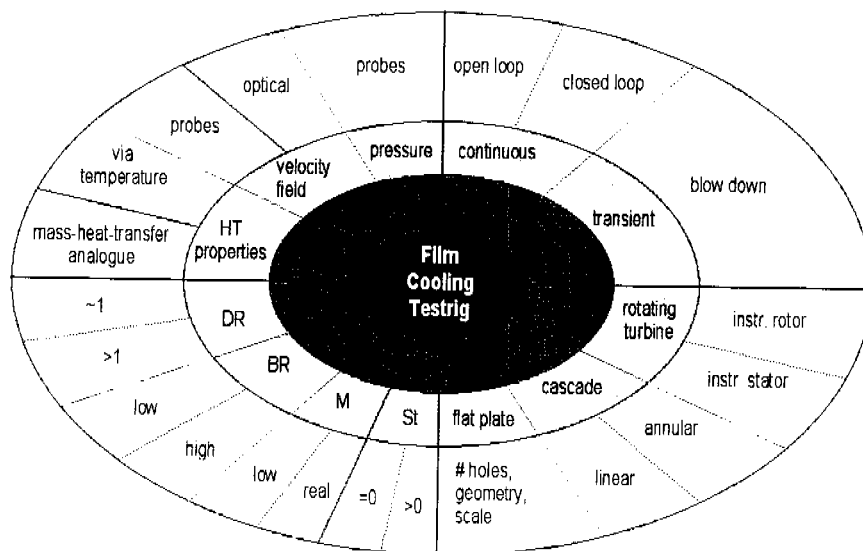 optical
probes
open loop
closed loop
probes
via
temperature
velocity
field
pressure
continuous
blow down
transient
mass-heat-transfer
analogue
HT
properties
Film
Cooling
Testrig
~1
DR
rotating
turbine
instr. rotor
>1
BR
cascade
instr. stator
low
M
St
flat plate
annular
high
low
real
=0
>0
# holes,
geometry,
scale
linear